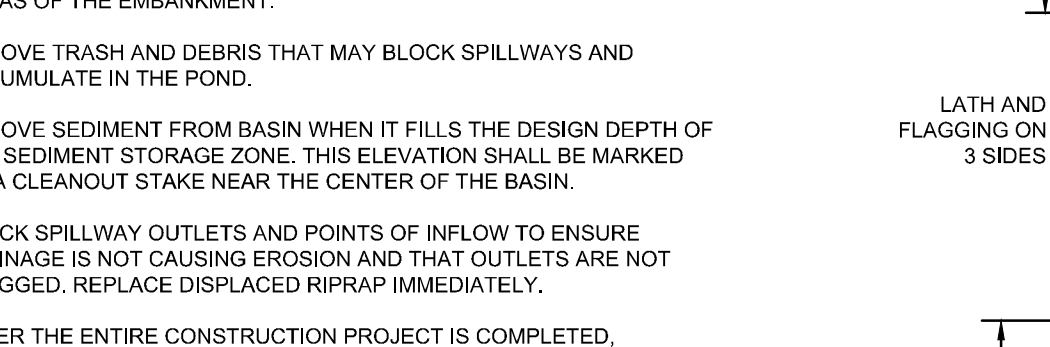 AS OF THE EMBANKMENT.
OVE TRASH AND DEBRIS THAT MAY BLOCK SPILLWAYS AND
UMULATE IN THE POND.
OVE SEDIMENT FROM BASIN WHEN IT FILLS THE DESIGN DEPTH OF
SEDIMENT STORAGE ZONE. THIS ELEVATION SHALL BE MARKED
A CLEANOUT STAKE NEAR THE CENTER OF THE BASIN.
CK SPILLWAY OUTLETS AND POINTS OF INFLOW TO ENSURE
INAGE IS NOT CAUSING EROSION AND THAT OUTLETS ARE NOT
GGED. REPLACE DISPLACED RIPRAP IMMEDIATELY.
ER THE ENTIRE CONSTRUCTION PROJECT IS COMPLETED,
LATH AND
FLAGGING ON
3 SIDES